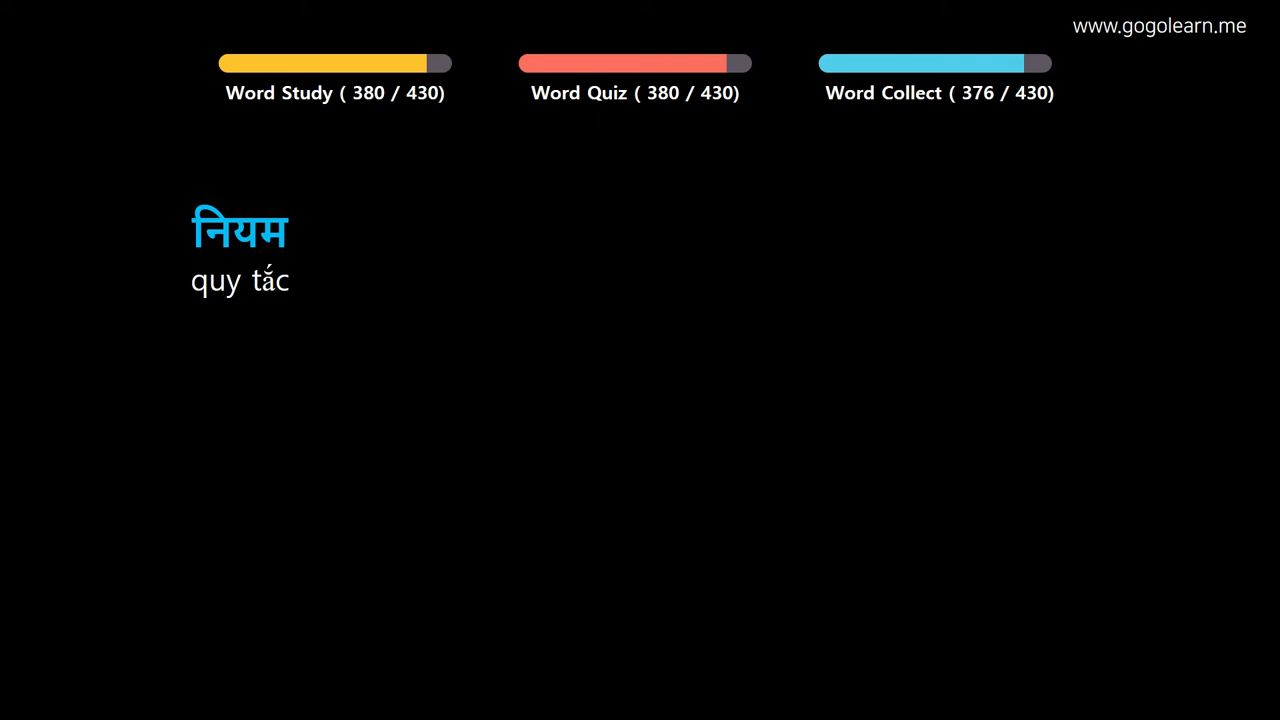 www.gogolearn.me
Word Study ( 380 / 430)
Word Quiz ( 380 / 430)
Word Collect ( 376 / 430)
नियम
quy tắc